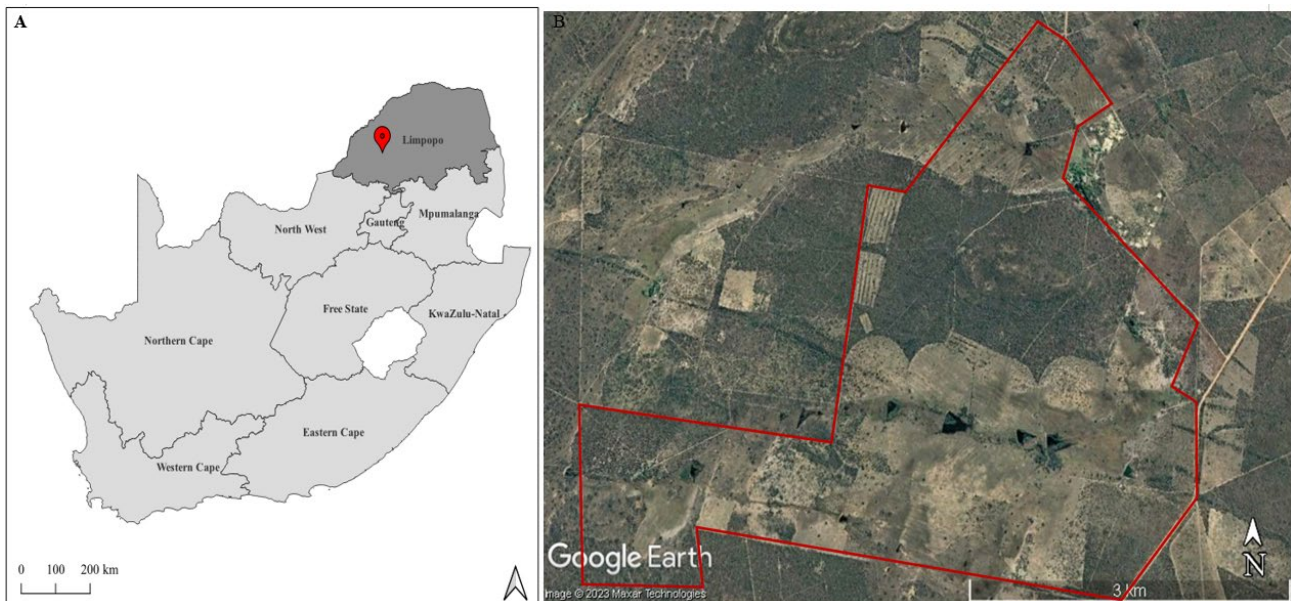 A
Limpopo
Mpumalanga
Gauteng
North West
Free State
KwaZulu-Natal
Northern Cape
Eastern Cape
Western Cape
0 100 200 km
B
Google Earth
Image © 2023 Maxar Technologies
3 km
N